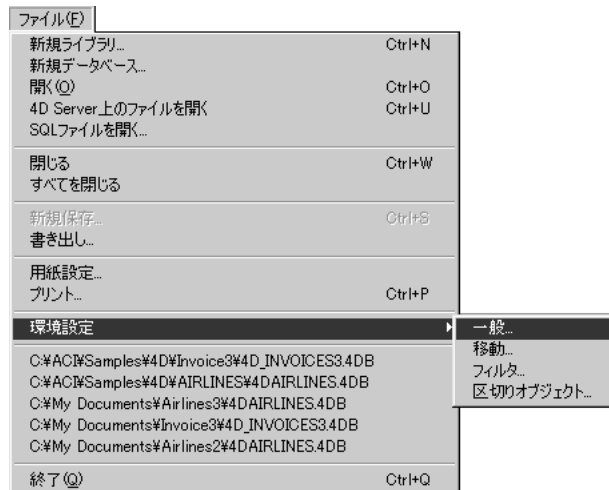 ファイル(F)
新規ライブラリ... Ctrl+N
新規データベース...
開く(O) Ctrl+O
4D Server上のファイルを開く Ctrl+U
SQLファイルを開く...
閉じる Ctrl+W
すべてを閉じる
新規保存... Ctrl+S
書き出し...
用紙設定...
プリント... Ctrl+P
環境設定
一般...
移動...
フィルタ...
区切りオブジェクト...
C:¥ACI¥Samples¥4D¥Invoice3¥4D_INVOICES3.4DB
C:¥ACI¥Samples¥4D¥AIRLINES¥4DAIRLINES.4DB
C:¥My Documents¥Airlines3¥4DAIRLINES.4DB
C:¥My Documents¥Invoice3¥4D_INVOICES3.4DB
C:¥My Documents¥Airlines2¥4DAIRLINES.4DB
終了(Q) Ctrl+Q